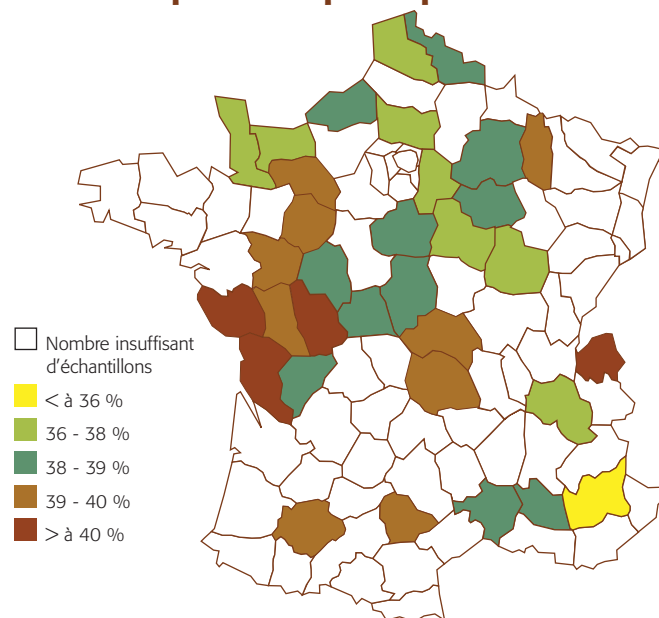 Nombre insuffisant
d'échantillons
< à 36 %
36 - 38 %
38 - 39 %
39 - 40 %
> à 40 %